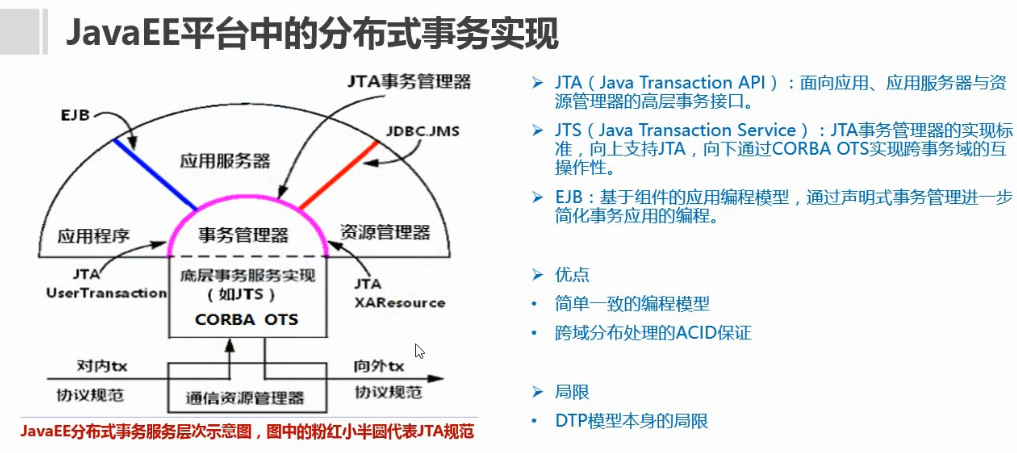 JavaEE平台中的分布式事务实现
JTA事务管理器
EJB
JDBC.JMS
应用服务器
应用程序
事务管理器
资源管理器
JTA
UserTransaction
底层事务服务实现
（如JTS）
CORBA OTS
JTA
XAResource
对内tx
协议规范
向外tx
协议规范
通信资源管理器
JavaEE分布式事务服务层次示意图，图中的粉红小半圆代表JTA规范
➢ JTA（Java Transaction API）：面向应用、应用服务器与资
源管理器的高层事务接口。
➢ JTS（Java Transaction Service）：JTA事务管理器的实现标
准，向上支持JTA，向下通过CORBA OTS实现跨事务域的互
操作性。
➢ EJB：基于组件的应用编程模型，通过声明式事务管理进一步
简化事务应用的编程。
➢ 优点
• 简单一致的编程模型
• 跨域分布处理的ACID保证
➢ 局限
• DTP模型本身的局限